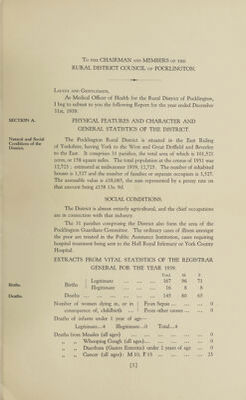 To the CHAIRMAN and MEMBERS of the
RURAL DISTRICT COUNCIL of POCKLINGTON.
Ladies and Gentlemen,
As Medical Officer of Health for the Rural District of Pocklington,
I beg to submit to you the following Report for the year ended December
31st, 1939.
SECTION A.
PHYSICAL FEATURES AND CHARACTER AND
GENERAL STATISTICS OF THE DISTRICT.
Natural and Social
Conditions of the
District.
The Pocklington Rural District is situated in the East Riding
of Yorkshire, having York to the West and Great Driffield and Beverley
to the East. It comprises 31 parishes, the total area of which is 101,521
acres, or 158 square miles. The total population at the census of 1931 was
12,725 : estimated at midsummer 1939, 12,725. The number of inhabited
houses is 3,517 and the number of families or separate occupiers is 3,525.
The assessable value is £38,085, the sum represented by a penny rate on
that amount being £158 13s. 9d.
SOCIAL CONDITIONS.
The District is almost entirely agricultural, and the chief occupations
are in connection with that industry.
The 31 parishes comprising the District also form the area of the
Pocklington Guardians Committee. The ordinary cases of illness amongst
the poor are treated in the Public Assistance Institution, cases requiring
hospital treatment being sent to the Hull Royal Infirmary or York County
Hospital.
EXTRACTS FROM VITAL STATISTICS OF THE REGISTRAR
GENERAL FOR THE YEAR 1939.
Total. M F
Births.
Births Legitimate ... ... ... 167 96 71
Illegitimate ... ... ... 16 8 8
Deaths.
Deaths ... ... ... ... 145 80 65
Number of women dying in, or in From Sepsis ... ... ... 0
consequence of, childbirth From other causes ... ... 0
Deaths of infants under 1 year of age—
Legitimate...4 Illegitimate...0 Total...4
Deaths from Measles (all ages) ... ... ... ... 0
„ „ Whooping Cough (all ages)... ... ... ... 0
„ „ Diarrhœa (Gastro Enteritis) under 2 years of age ... 0
„ „ Cancer (all ages): M 10, F 15 ... ... ... 25